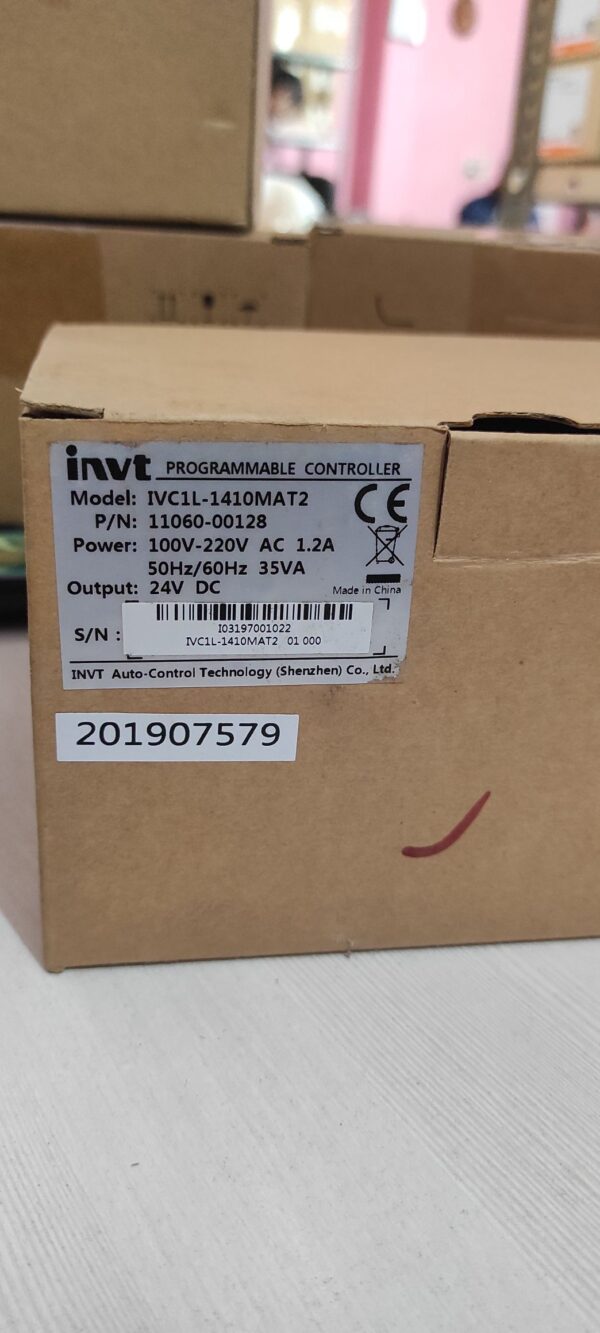 invt PROGRAMMABLE CONTROLLER
Model: IVC1L-1410MAT2
P/N: 11060-00128
Power: 100V-220V AC 1.2A
50Hz/60Hz 35VA
Output: 24V DC
CE
Made in China
S/N :
I03197001022
IVC1L-1410MAT2 01 000
INVT Auto-Control Technology (Shenzhen) Co., Ltd.
201907579